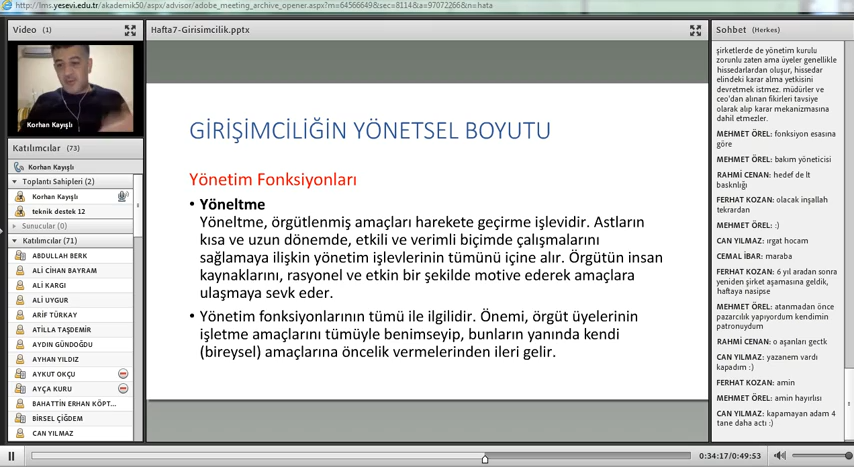 http://lms.yesevi.edu.tr/akademik50/aspx/advisor/adobe_meeting_archive_opener.aspx?m=64566649&sec=8114&a=97072266&n=hata
Video (1)
Korhan Kayışlı
Katılımcılar (73)
Korhan Kayışlı
Toplantı Sahipleri (2)
Korhan Kayışlı
teknik destek 12
Sunucular (0)
Katılımcılar (71)
ABDULLAH BERK
ALİ CİHAN BAYRAM
ALİ KARGI
ALİ UYGUR
ARİF TÜRKAY
ATİLLA TAŞDEMİR
AYDIN GÜNDOĞDU
AYHAN YILDIZ
AYKUT OKÇU
AYÇA KURU
BAHATTİN ERHAN KÖPT...
BİRSEL ÇİĞDEM
CAN YILMAZ
Hafta7-Girisimcilik.pptx
GİRİŞİMCİLİĞİN YÖNETSEL BOYUTU
Yönetim Fonksiyonları
• Yöneltme
Yöneltme, örgütlenmiş amaçları harekete geçirme işlevidir. Astların
kısa ve uzun dönemde, etkili ve verimli biçimde çalışmalarını
sağlamaya ilişkin yönetim işlevlerinin tümünü içine alır. Örgütün insan
kaynaklarını, rasyonel ve etkin bir şekilde motive ederek amaçlara
ulaşmaya sevk eder.
• Yönetim fonksiyonlarının tümü ile ilgilidir. Önemi, örgüt üyelerinin
işletme amaçlarını tümüyle benimseyip, bunların yanında kendi
(bireysel) amaçlarına öncelik vermelerinden ileri gelir.
Sohbet (Herkes)
şirketlerde de yönetim kurulu
zorunlu zaten ama üyeler genellikle
hissedarlardan oluşur, hissedar
elindeki karar alma yetkisini
devretmek istmez. müdürler ve
ceo'dan alınan fikirleri tavsiye
olarak alıp karar mekanizmasına
dahil etmezler.
MEHMET ÖREL: fonksiyon esasına
göre
MEHMET ÖREL: bakım yöneticisi
RAHMİ CENAN: hedef de lt
basknlığı
FERHAT KOZAN: olacak inşallah
tekrardan
MEHMET ÖREL: :)
CAN YILMAZ: ırgat hocam
CEMAL İBAR: maraba
FERHAT KOZAN: 6 yıl aradan sonra
yeniden şirket aşamasına geldik,
haftaya nasipse
MEHMET ÖREL: atanmadan önce
pazarcılık yapıyordum kendimin
patronuydum
RAHMİ CENAN: o aşanları gectk
CAN YILMAZ: yazanem vardı
kapadım :)
FERHAT KOZAN: amin
MEHMET ÖREL: amin hayırlısı
CAN YILMAZ: kapamayan adam 4
tane daha actı :)
0:34:17/0:49:53